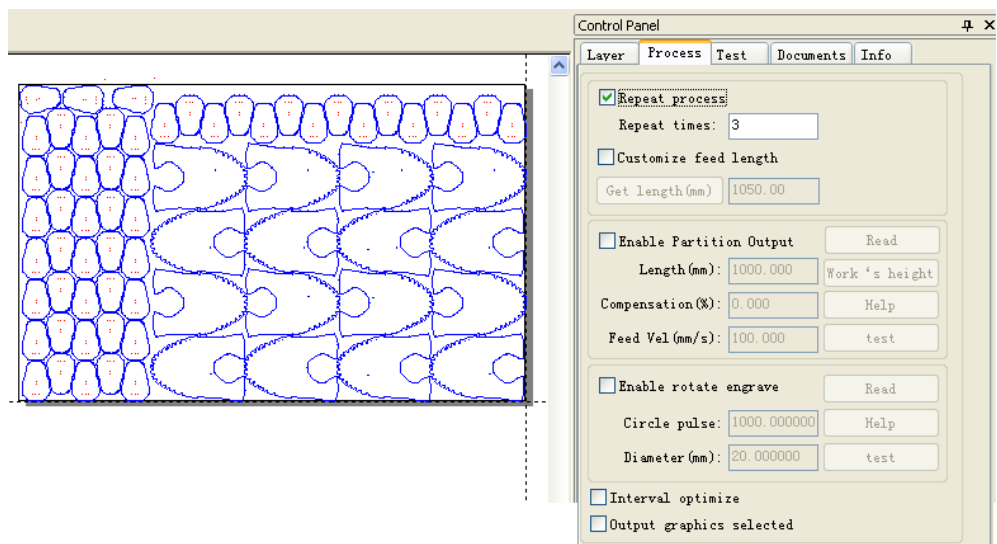 Control Panel
Layer Process Test Documents Info
Repeat process
Repeat times: 3
Customize feed length
Get length(mm) 1050.00
Enable Partition Output Read
Length(mm): 1000.000 Work ‘s height
Compensation(%): 0.000 Help
Feed Vel(mm/s): 100.000 test
Enable rotate engrave Read
Circle pulse: 1000.000000 Help
Diameter(mm): 20.000000 test
Interval optimize
Output graphics selected